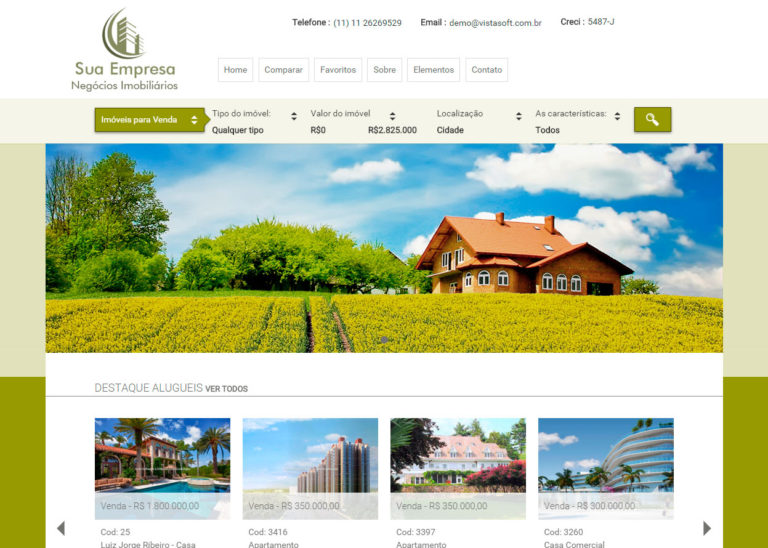 Telefone : (11) 11 26269529 Email : demo@vistasoft.com.br Creci : 5487-J
Sua Empresa
Negócios Imobiliários
Home Comparar Favoritos Sobre Elementos Contato
Imóveis para Venda
Tipo do imóvel: Valor do imóvel Localização As características:
Qualquer tipo R$0 R$2.825.000 Cidade Todos
DESTAQUE ALUGUEIS VER TODOS
Venda - R$ 1.800.000,00 Venda - R$ 350.000,00 Venda - R$ 350.000,00 Venda - R$ 300.000,00
Cod: 25 Cod: 3416 Cod: 3397 Cod: 3260
Luiz Jorge Ribeiro - Casa Apartamento Apartamento Casa Comercial